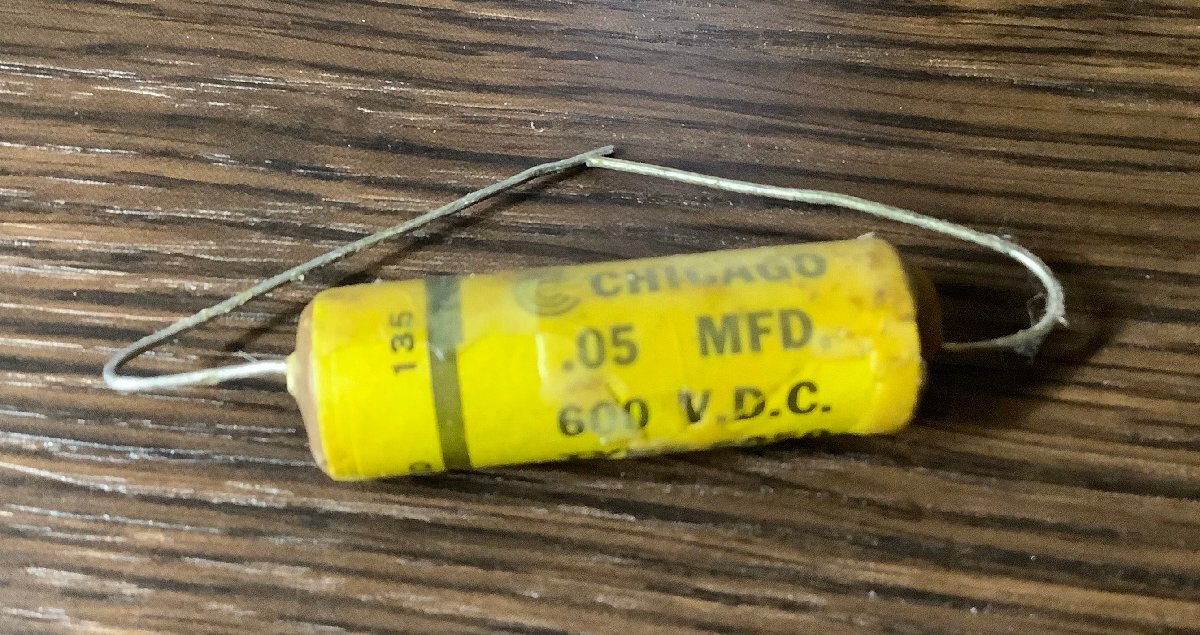 CHICAGO
.05 MFD.
600 V.D.C.
135